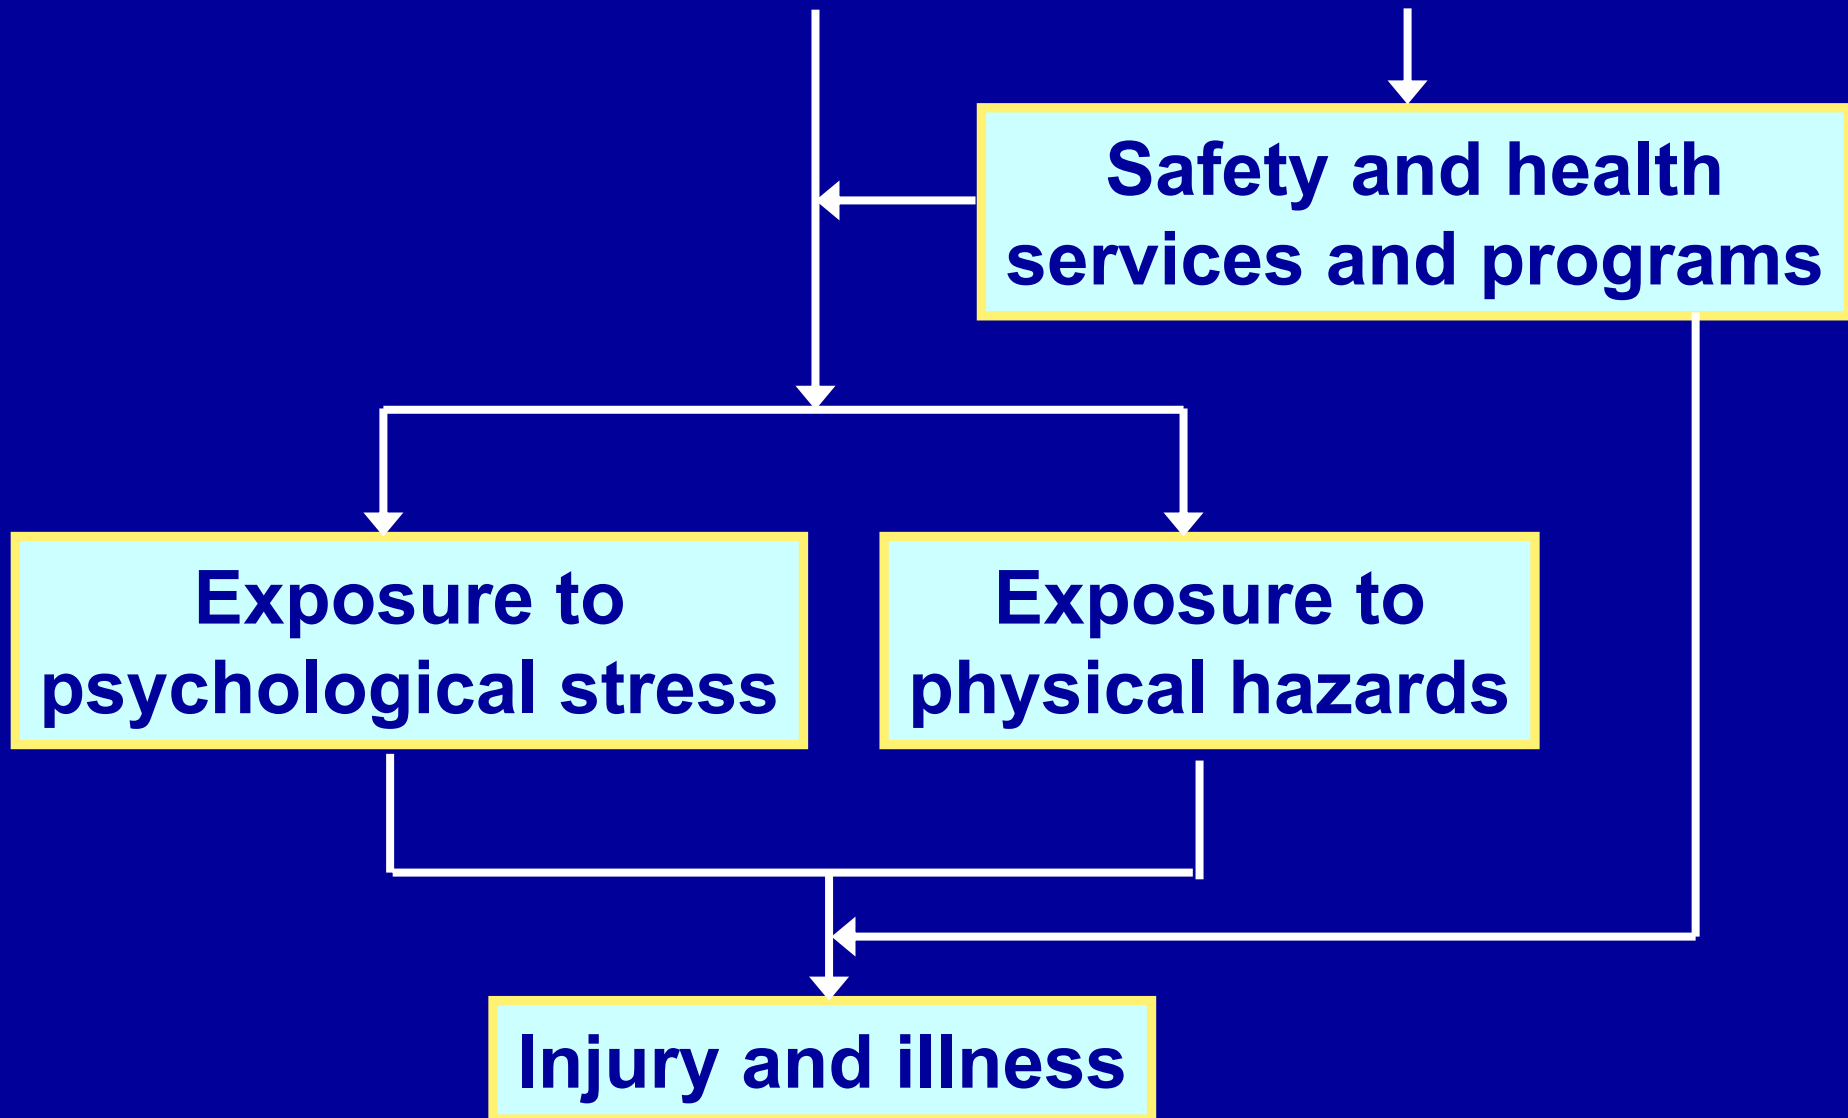 Safety and health
services and programs
Exposure to
psychological stress
Exposure to
physical hazards
Injury and illness